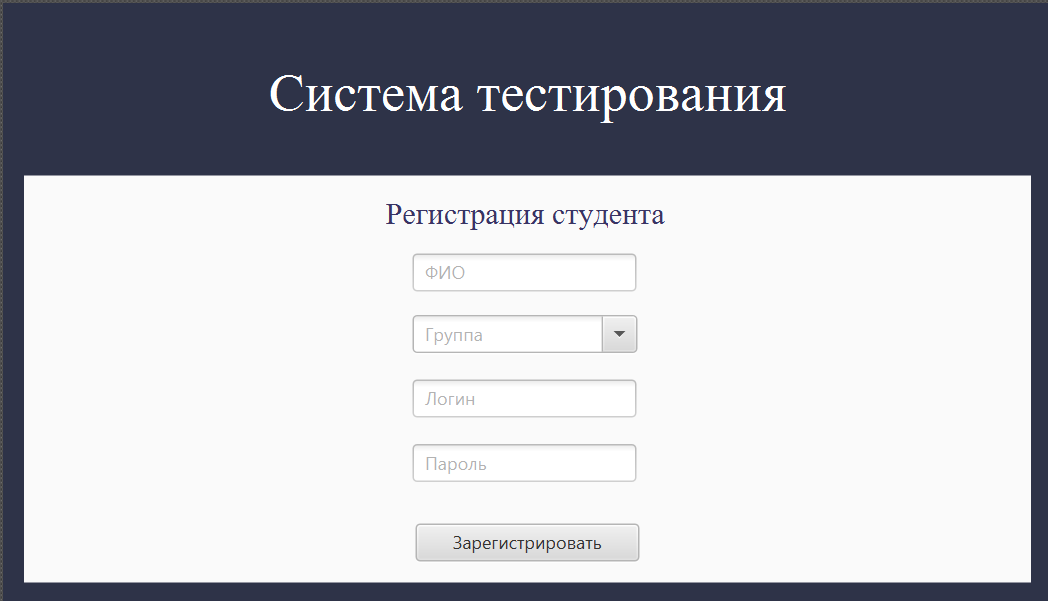 Система тестирования
Регистрация студента
ФИО
Группа
Логин
Пароль
Зарегистрировать